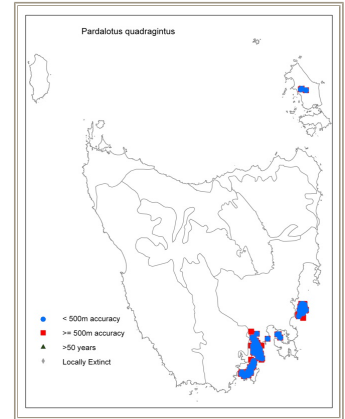 Pardalotus quadragintus
< 500m accuracy
>= 500m accuracy
>50 years
Locally Extinct